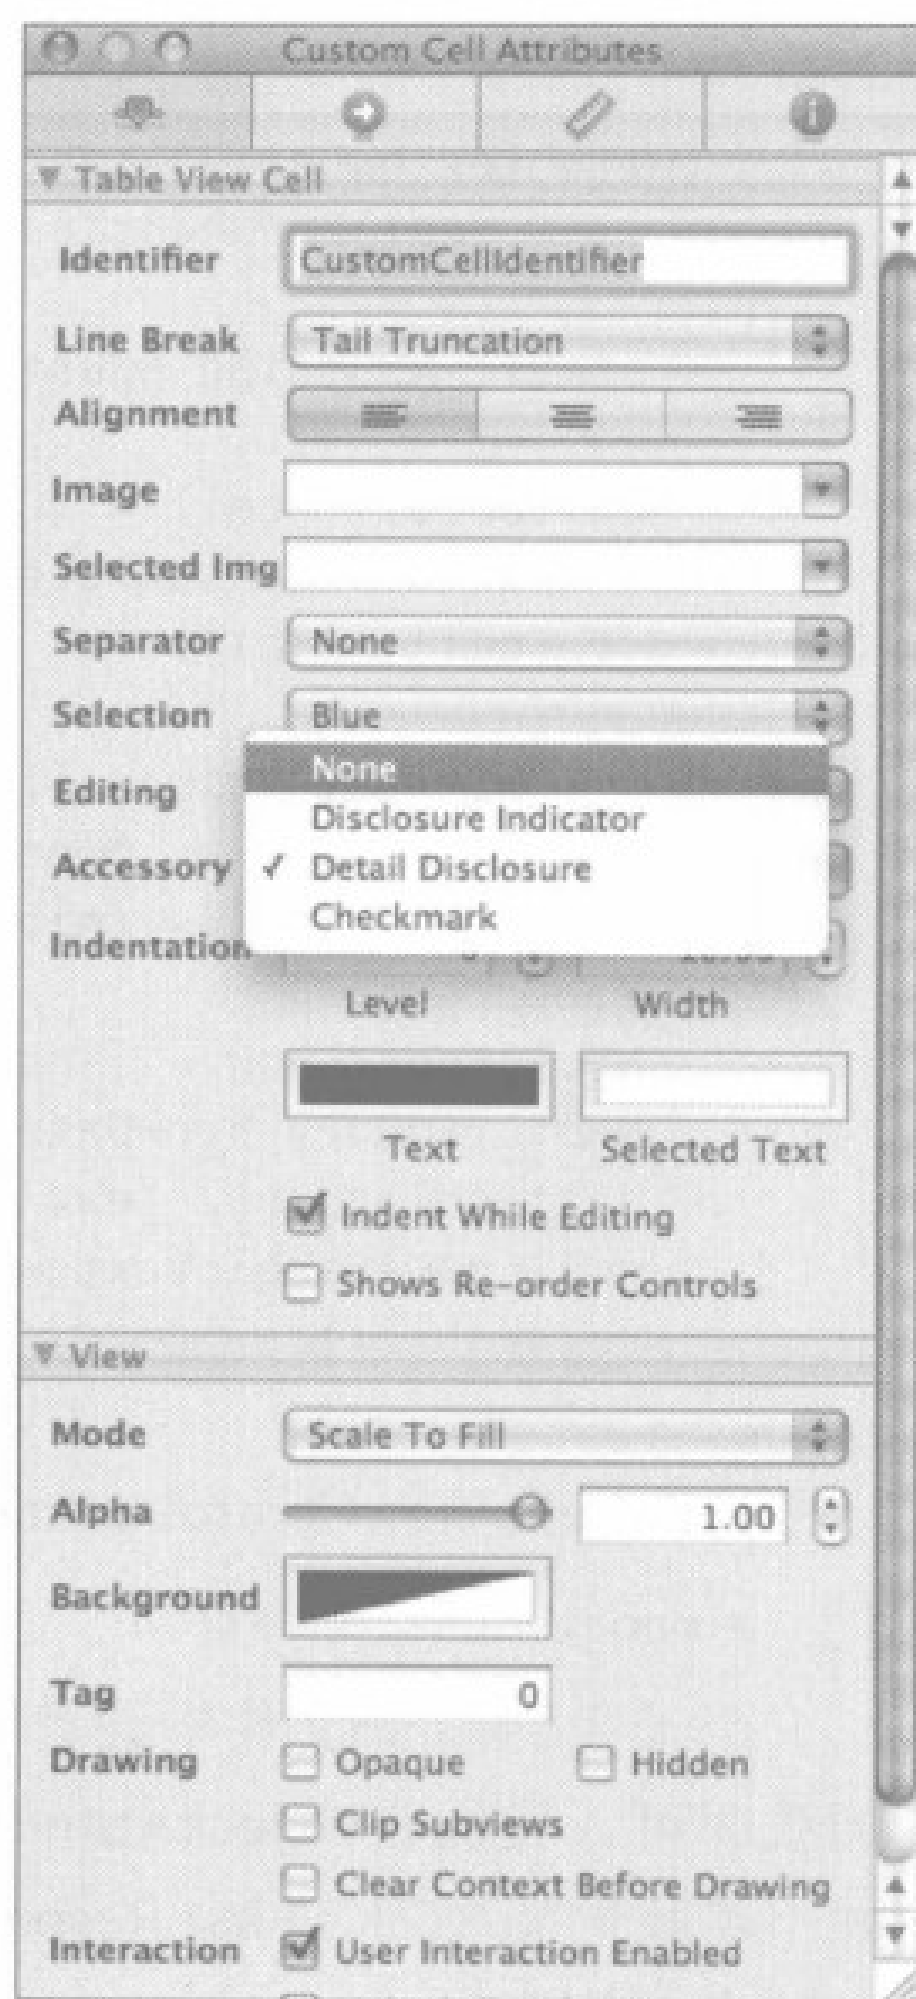 Custom Cell Attributes
Table View Cell
Identifier CustomCellIdentifier
Line Break Tail Truncation
Alignment
Image
Selected Img
Separator None
Selection Blue
None
Editing
Disclosure Indicator
Accessory ✓ Detail Disclosure
Checkmark
Indentation
Level Width
Text Selected Text
Indent While Editing
Shows Re-order Controls
View
Mode Scale To Fill
Alpha 1.00
Background
Tag 0
Drawing Opaque Hidden
Clip Subviews
Clear Context Before Drawing
Interaction User Interaction Enabled